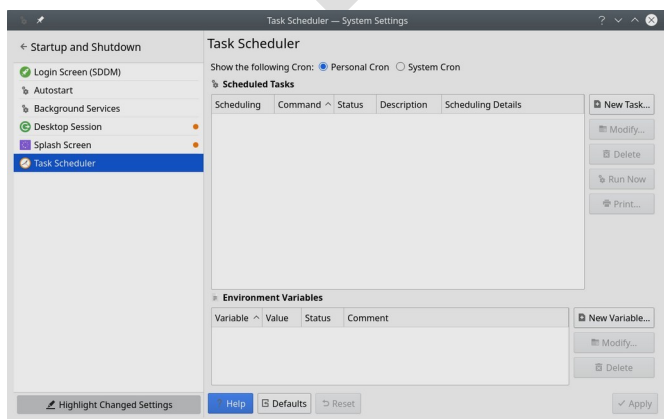 Task Scheduler — System Settings
Startup and Shutdown
Login Screen (SDDM)
Autostart
Background Services
Desktop Session
Splash Screen
Task Scheduler
Highlight Changed Settings
Task Scheduler
Show the following Cron: Personal Cron System Cron
Scheduled Tasks
Scheduling Command Status Description Scheduling Details
New Task...
Modify...
Delete
Run Now
Print...
Environment Variables
Variable Value Status Comment
New Variable...
Modify...
Delete
Help Defaults Reset Apply